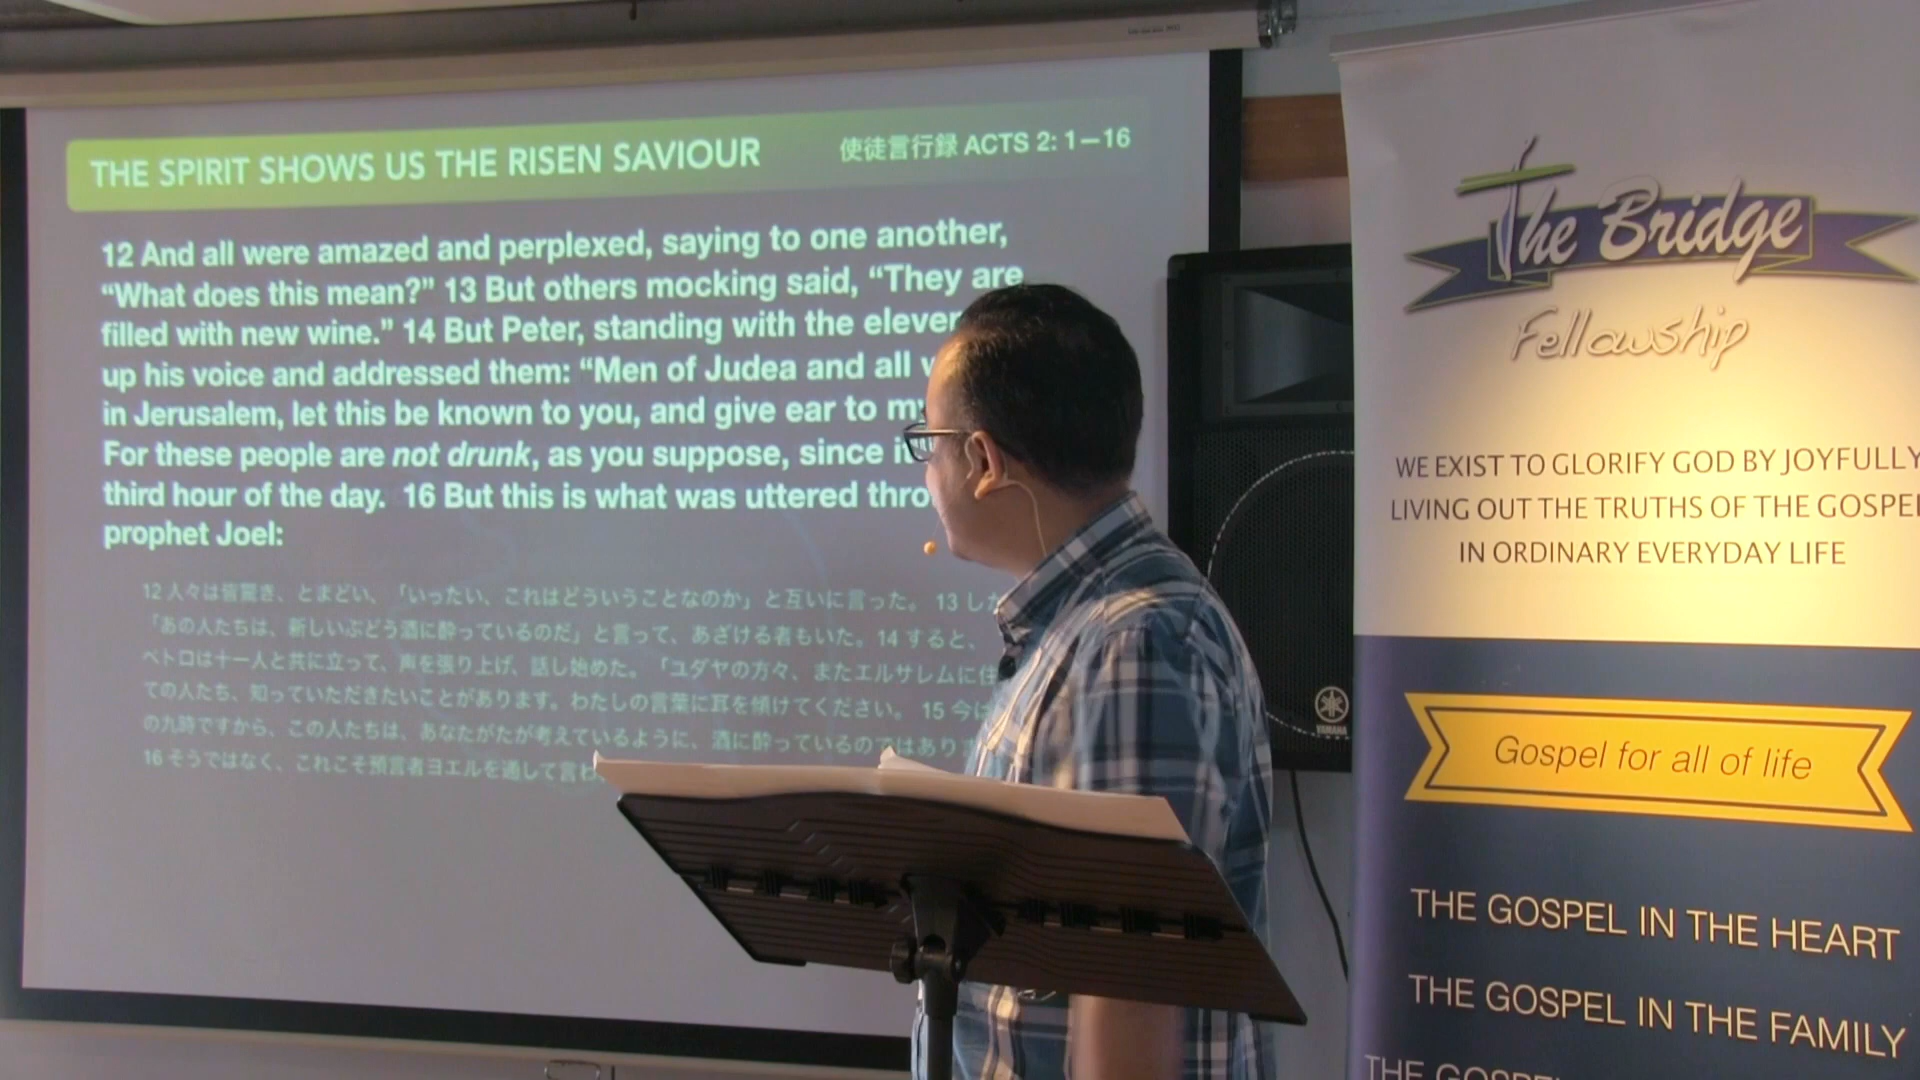 THE SPIRIT SHOWS US THE RISEN SAVIOUR
使徒言行録 ACTS 2: 1—16
12 And all were amazed and perplexed, saying to one another,
“What does this mean?” 13 But others mocking said, “They are
filled with new wine.” 14 But Peter, standing with the
up his voice and addressed them: “Men of Judea and all
in Jerusalem, let this be known to you, and give ear to
For these people are not drunk, as you suppose, since
third hour of the day. 16 But this is what was uttered
prophet Joel:
12 人々は皆驚き、とまどい、「いったい、これはどういうことなのか」と互いに言った。 13 し
「あの人たちは、新しいぶどう酒に酔っているのだ」と言って、あざける者もいた。14 すると、
ペトロは十一人と共に立って、声を張り上げ、話し始めた。「ユダヤの方々、またエルサレムに住
ての人たち、知っていただきたいことがあります。わたしの言葉に耳を傾けてください。 15 今は
の九時ですから、この人たちは、あなたがたが考えているように、酒に酔っているのではあり
16 そうではなく、これこそ預言者ヨエルを通して言わ
The Bridge
Fellowship
WE EXIST TO GLORIFY GOD BY JOYFULLY
LIVING OUT THE TRUTHS OF THE GOSPEL
IN ORDINARY EVERYDAY LIFE
Gospel for all of life
THE GOSPEL IN THE HEART
THE GOSPEL IN THE FAMILY
THE
YAMAHA